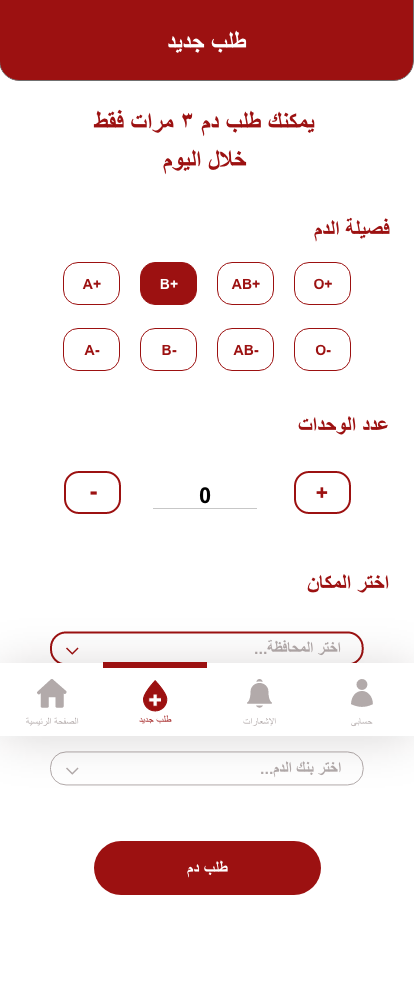 طلب جديد
يمكنك طلب دم ٣ مرات فقط
خلال اليوم
فصيلة الدم
A+ B+ AB+ O+
A- B- AB- O-
عدد الوحدات
- 0 +
اختر المكان
اختر المحافظة...
حسابى الإشعارات طلب جديد الصفحة الرئيسية
اختر بنك الدم...
طلب دم